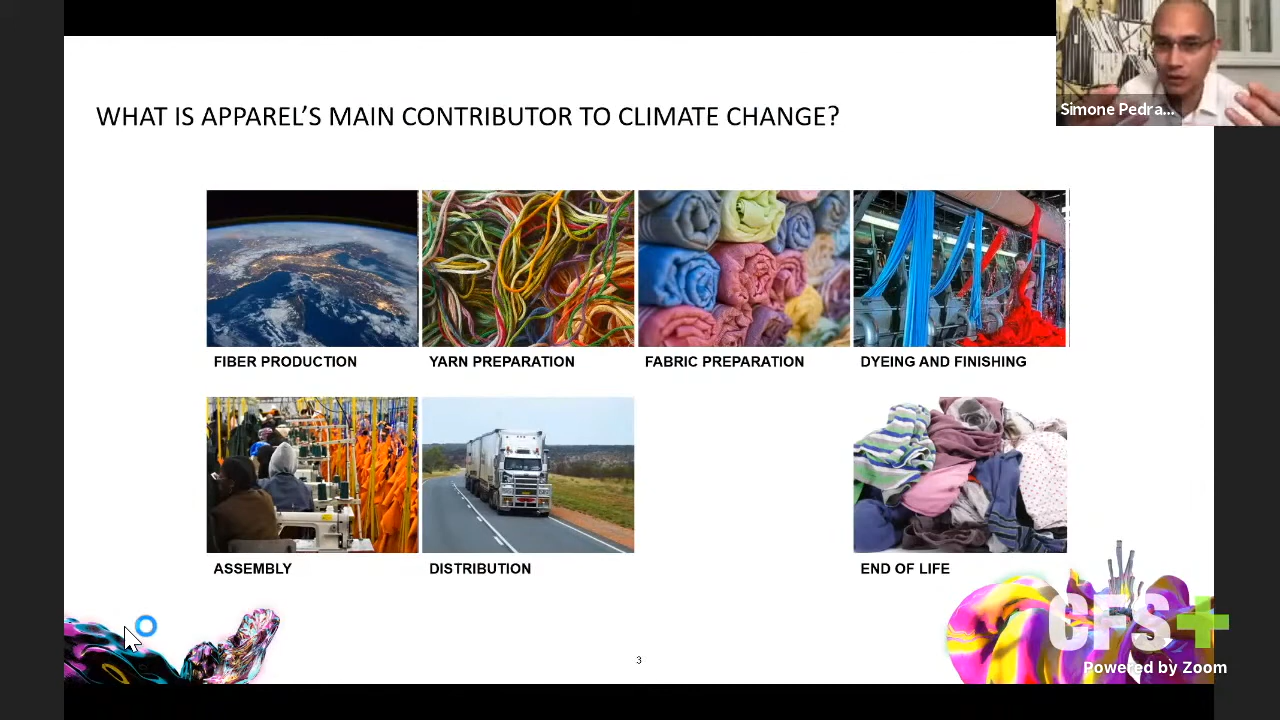 Simone Pedra...
WHAT IS APPAREL’S MAIN CONTRIBUTOR TO CLIMATE CHANGE?
FIBER PRODUCTION
YARN PREPARATION
FABRIC PREPARATION
DYEING AND FINISHING
ASSEMBLY
DISTRIBUTION
END OF LIFE
CFS+
Powered by Zoom
3